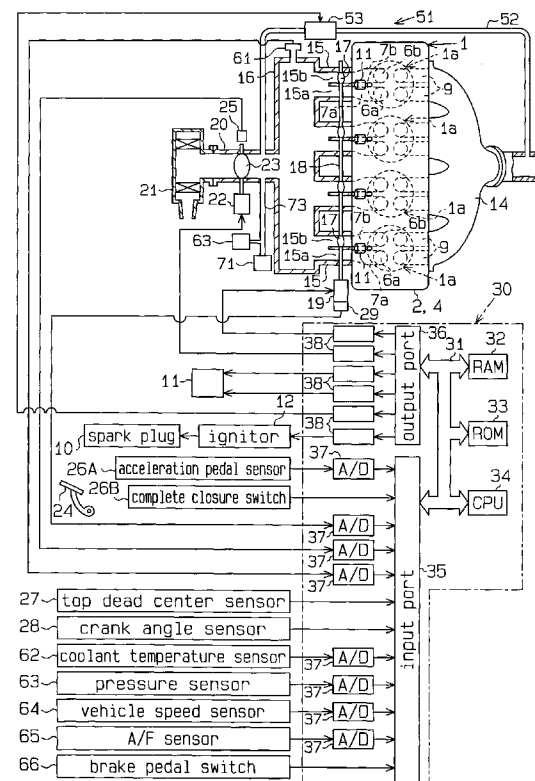 53
51
52
61
15
17
7b
6b
1
16
15b
11
1a
15a
9
25
20
7a
6a
1a
21
18
23
1a
22
73
17
7b
1a
14
15b
6b
9
63
15a
11
1a
71
15
6a
7a
2, 4
19
29
30
36
31
32
38
output port
RAM
11
38
33
12
38
ROM
10 spark plug
ignitor
37
34
26A
acceleration pedal sensor
A/D
CPU
26B
complete closure switch
24
A/D
37
A/D
35
37
A/D
37
input port
27 top dead center sensor
28 crank angle sensor
62 coolant temperature sensor 37 A/D
63 pressure sensor 37 A/D
64 vehicle speed sensor 37 A/D
65 A/F sensor 37 A/D
66 brake pedal switch